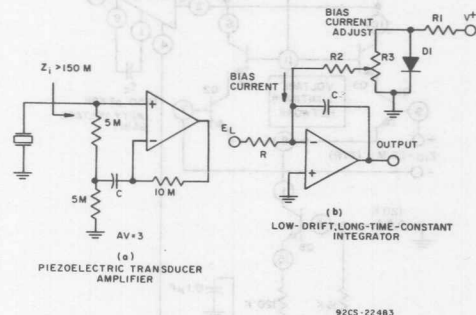 Zi >150 M
5M
5M
C
10 M
+
-
AV=3
(a)
PIEZOELECTRIC TRANSDUCER
AMPLIFIER
BIAS
CURRENT
ADJUST
R1
V+
R2
R3
D1
BIAS
CURRENT
C
EL
R
-
+
OUTPUT
(b)
LOW-DRIFT, LONG-TIME-CONSTANT
INTEGRATOR
92CS-22483